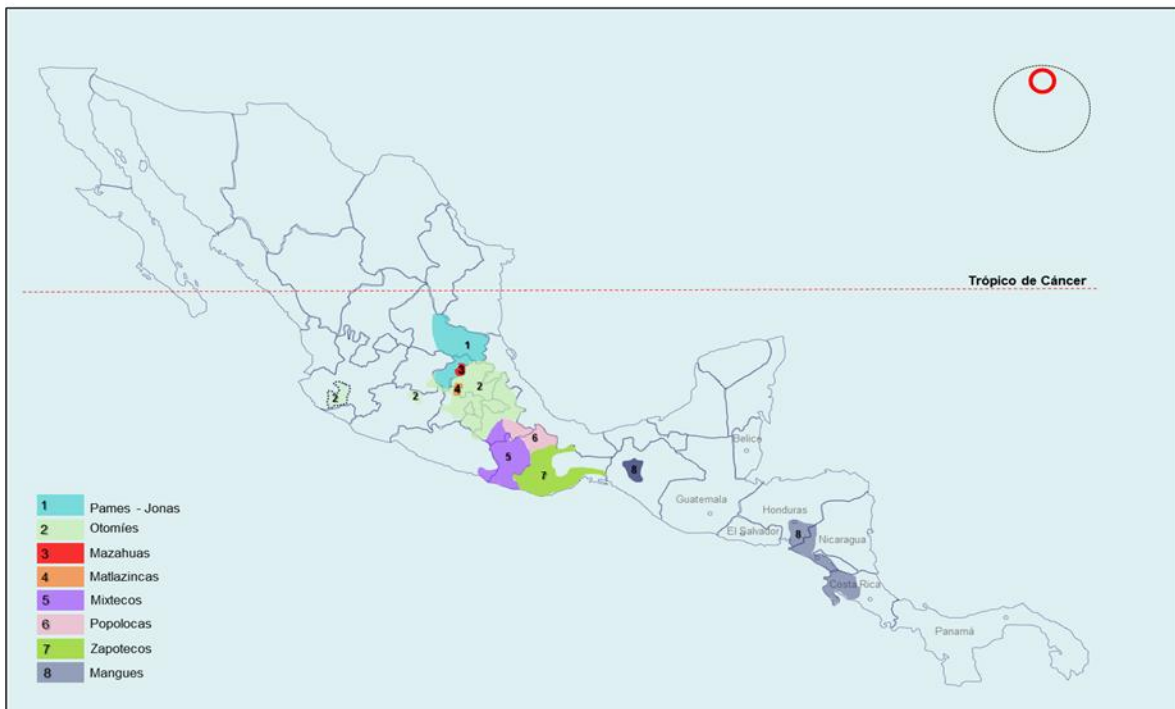 Trópico de Cáncer
1
3
2
4
2
2
Belice
6
5
8
7
Guatemala
Honduras
8
El Salvador
Nicaragua
Costa Rica
Panamá
1 Pames - Jonas
2 Otomíes
3 Mazahuas
4 Matlazincas
5 Mixtecos
6 Popolocas
7 Zapotecos
8 Mangues